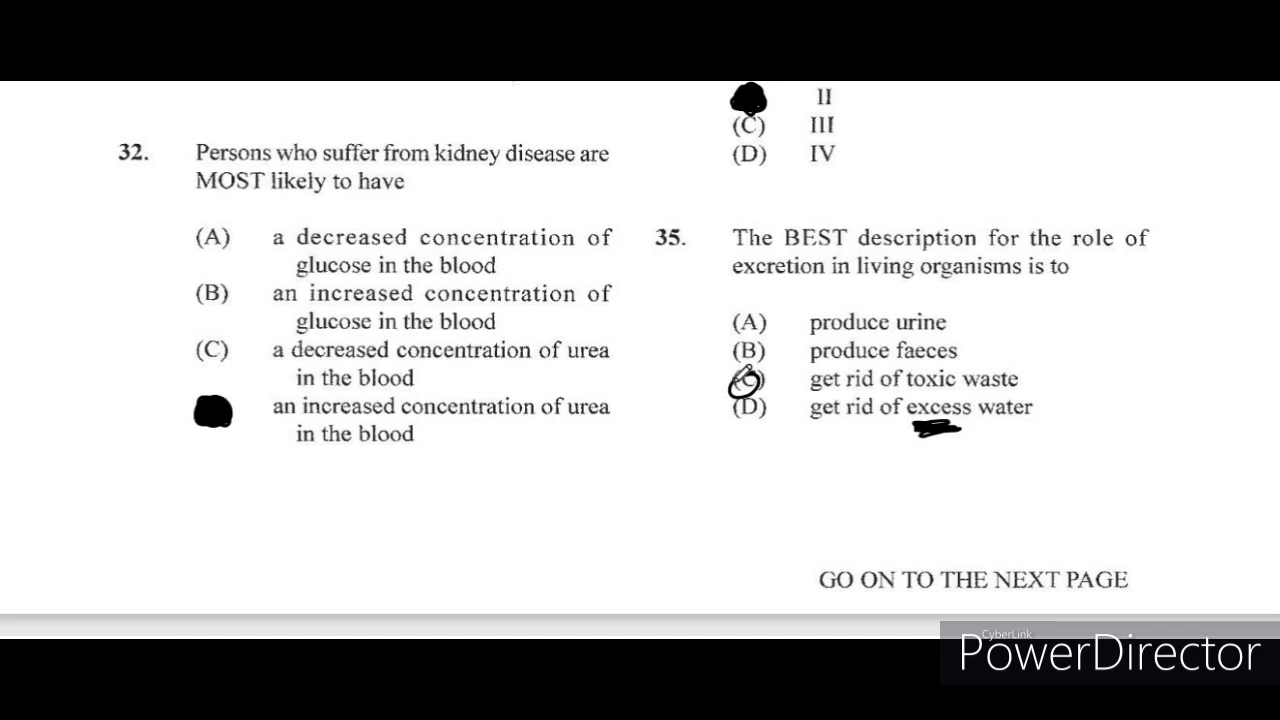 32. Persons who suffer from kidney disease are
MOST likely to have
(A) a decreased concentration of
glucose in the blood
(B) an increased concentration of
glucose in the blood
(C) a decreased concentration of urea
in the blood
an increased concentration of urea
in the blood
II
(C) III
(D) IV
35. The BEST description for the role of
excretion in living organisms is to
(A) produce urine
(B) produce faeces
(C) get rid of toxic waste
(D) get rid of excess water
GO ON TO THE NEXT PAGE
CyberLink
PowerDirector